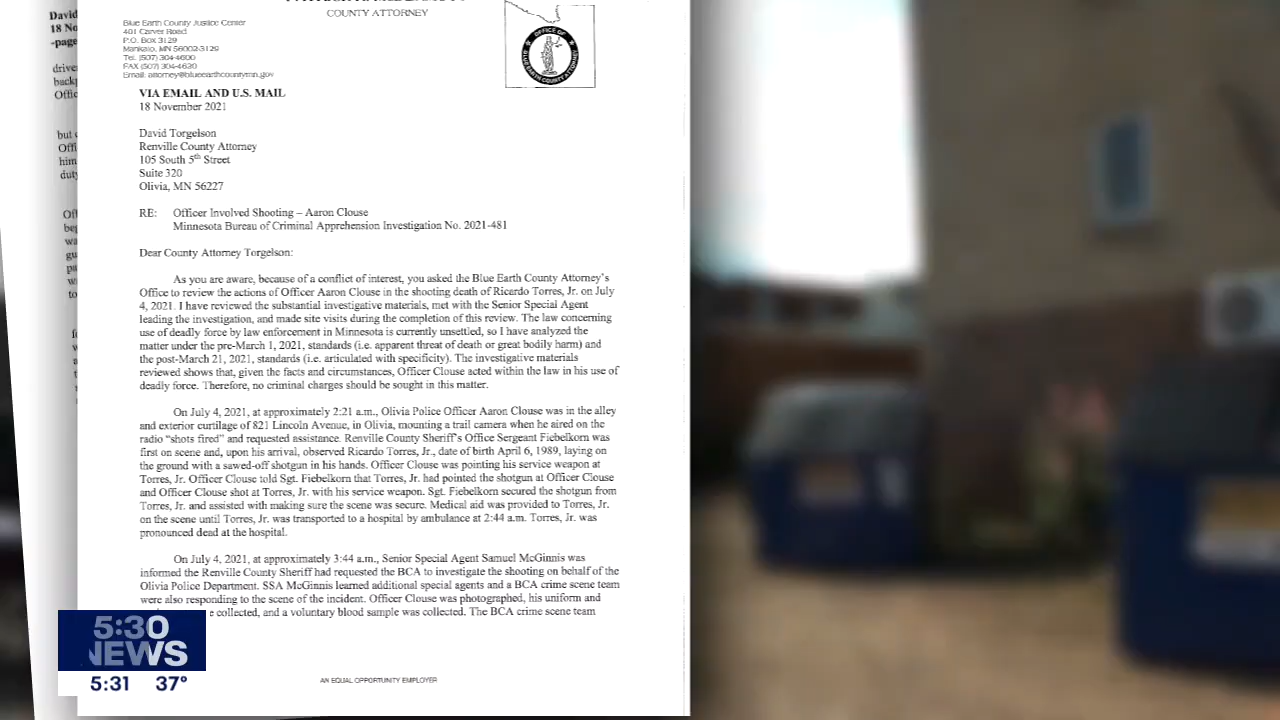 COUNTY ATTORNEY
Blue Earth County Justice Center
401 Carver Road
P.O. Box 3129
Mankato, MN 56002-3129
Tel. (507) 304-4600
FAX (507) 304-4620
Email: attorney@blueearthcountymn.gov
OFFICE OF
BLUE EARTH COUNTY ATTORNEY
VIA EMAIL AND U.S. MAIL
18 November 2021
David Torgelson
Renville County Attorney
105 South 5th Street
Suite 320
Olivia, MN 56227
RE: Officer Involved Shooting – Aaron Clouse
Minnesota Bureau of Criminal Apprehension Investigation No. 2021-481
Dear County Attorney Torgelson:
As you are aware, because of a conflict of interest, you asked the Blue Earth County Attorney's
Office to review the actions of Officer Aaron Clouse in the shooting death of Ricardo Torres, Jr. on July
4, 2021. I have reviewed the substantial investigative materials, met with the Senior Special Agent
leading the investigation, and made site visits during the completion of this review. The law concerning
use of deadly force by law enforcement in Minnesota is currently unsettled, so I have analyzed the
matter under the pre-March 1, 2021, standards (i.e. apparent threat of death or great bodily harm) and
the post-March 21, 2021, standards (i.e. articulated with specificity). The investigative materials
reviewed shows that, given the facts and circumstances, Officer Clouse acted within the law in his use of
deadly force. Therefore, no criminal charges should be sought in this matter.
On July 4, 2021, at approximately 2:21 a.m., Olivia Police Officer Aaron Clouse was in the alley
and exterior curtilage of 821 Lincoln Avenue, in Olivia, mounting a trail camera when he aired on the
radio "shots fired" and requested assistance. Renville County Sheriff's Office Sergeant Fiebelkorn was
first on scene and, upon his arrival, observed Ricardo Torres, Jr., date of birth April 6, 1989, laying on
the ground with a sawed-off shotgun in his hands. Officer Clouse was pointing his service weapon at
Torres, Jr. Officer Clouse told Sgt. Fiebelkorn that Torres, Jr. had pointed the shotgun at Officer Clouse
and Officer Clouse shot at Torres, Jr. with his service weapon. Sgt. Fiebelkorn secured the shotgun from
Torres, Jr. and assisted with making sure the scene was secure. Medical aid was provided to Torres, Jr.
on the scene until Torres, Jr. was transported to a hospital by ambulance at 2:44 a.m. Torres, Jr. was
pronounced dead at the hospital.
On July 4, 2021, at approximately 3:44 a.m., Senior Special Agent Samuel McGinnis was
informed the Renville County Sheriff had requested the BCA to investigate the shooting on behalf of the
Olivia Police Department. SSA McGinnis learned additional special agents and a BCA crime scene team
were also responding to the scene of the incident. Officer Clouse was photographed, his uniform and
e collected, and a voluntary blood sample was collected. The BCA crime scene team
AN EQUAL OPPORTUNITY EMPLOYER
David
18 No
-page
drive
back
Offic
but
Offi
him
dut
5:30
NEWS
5:31 37°